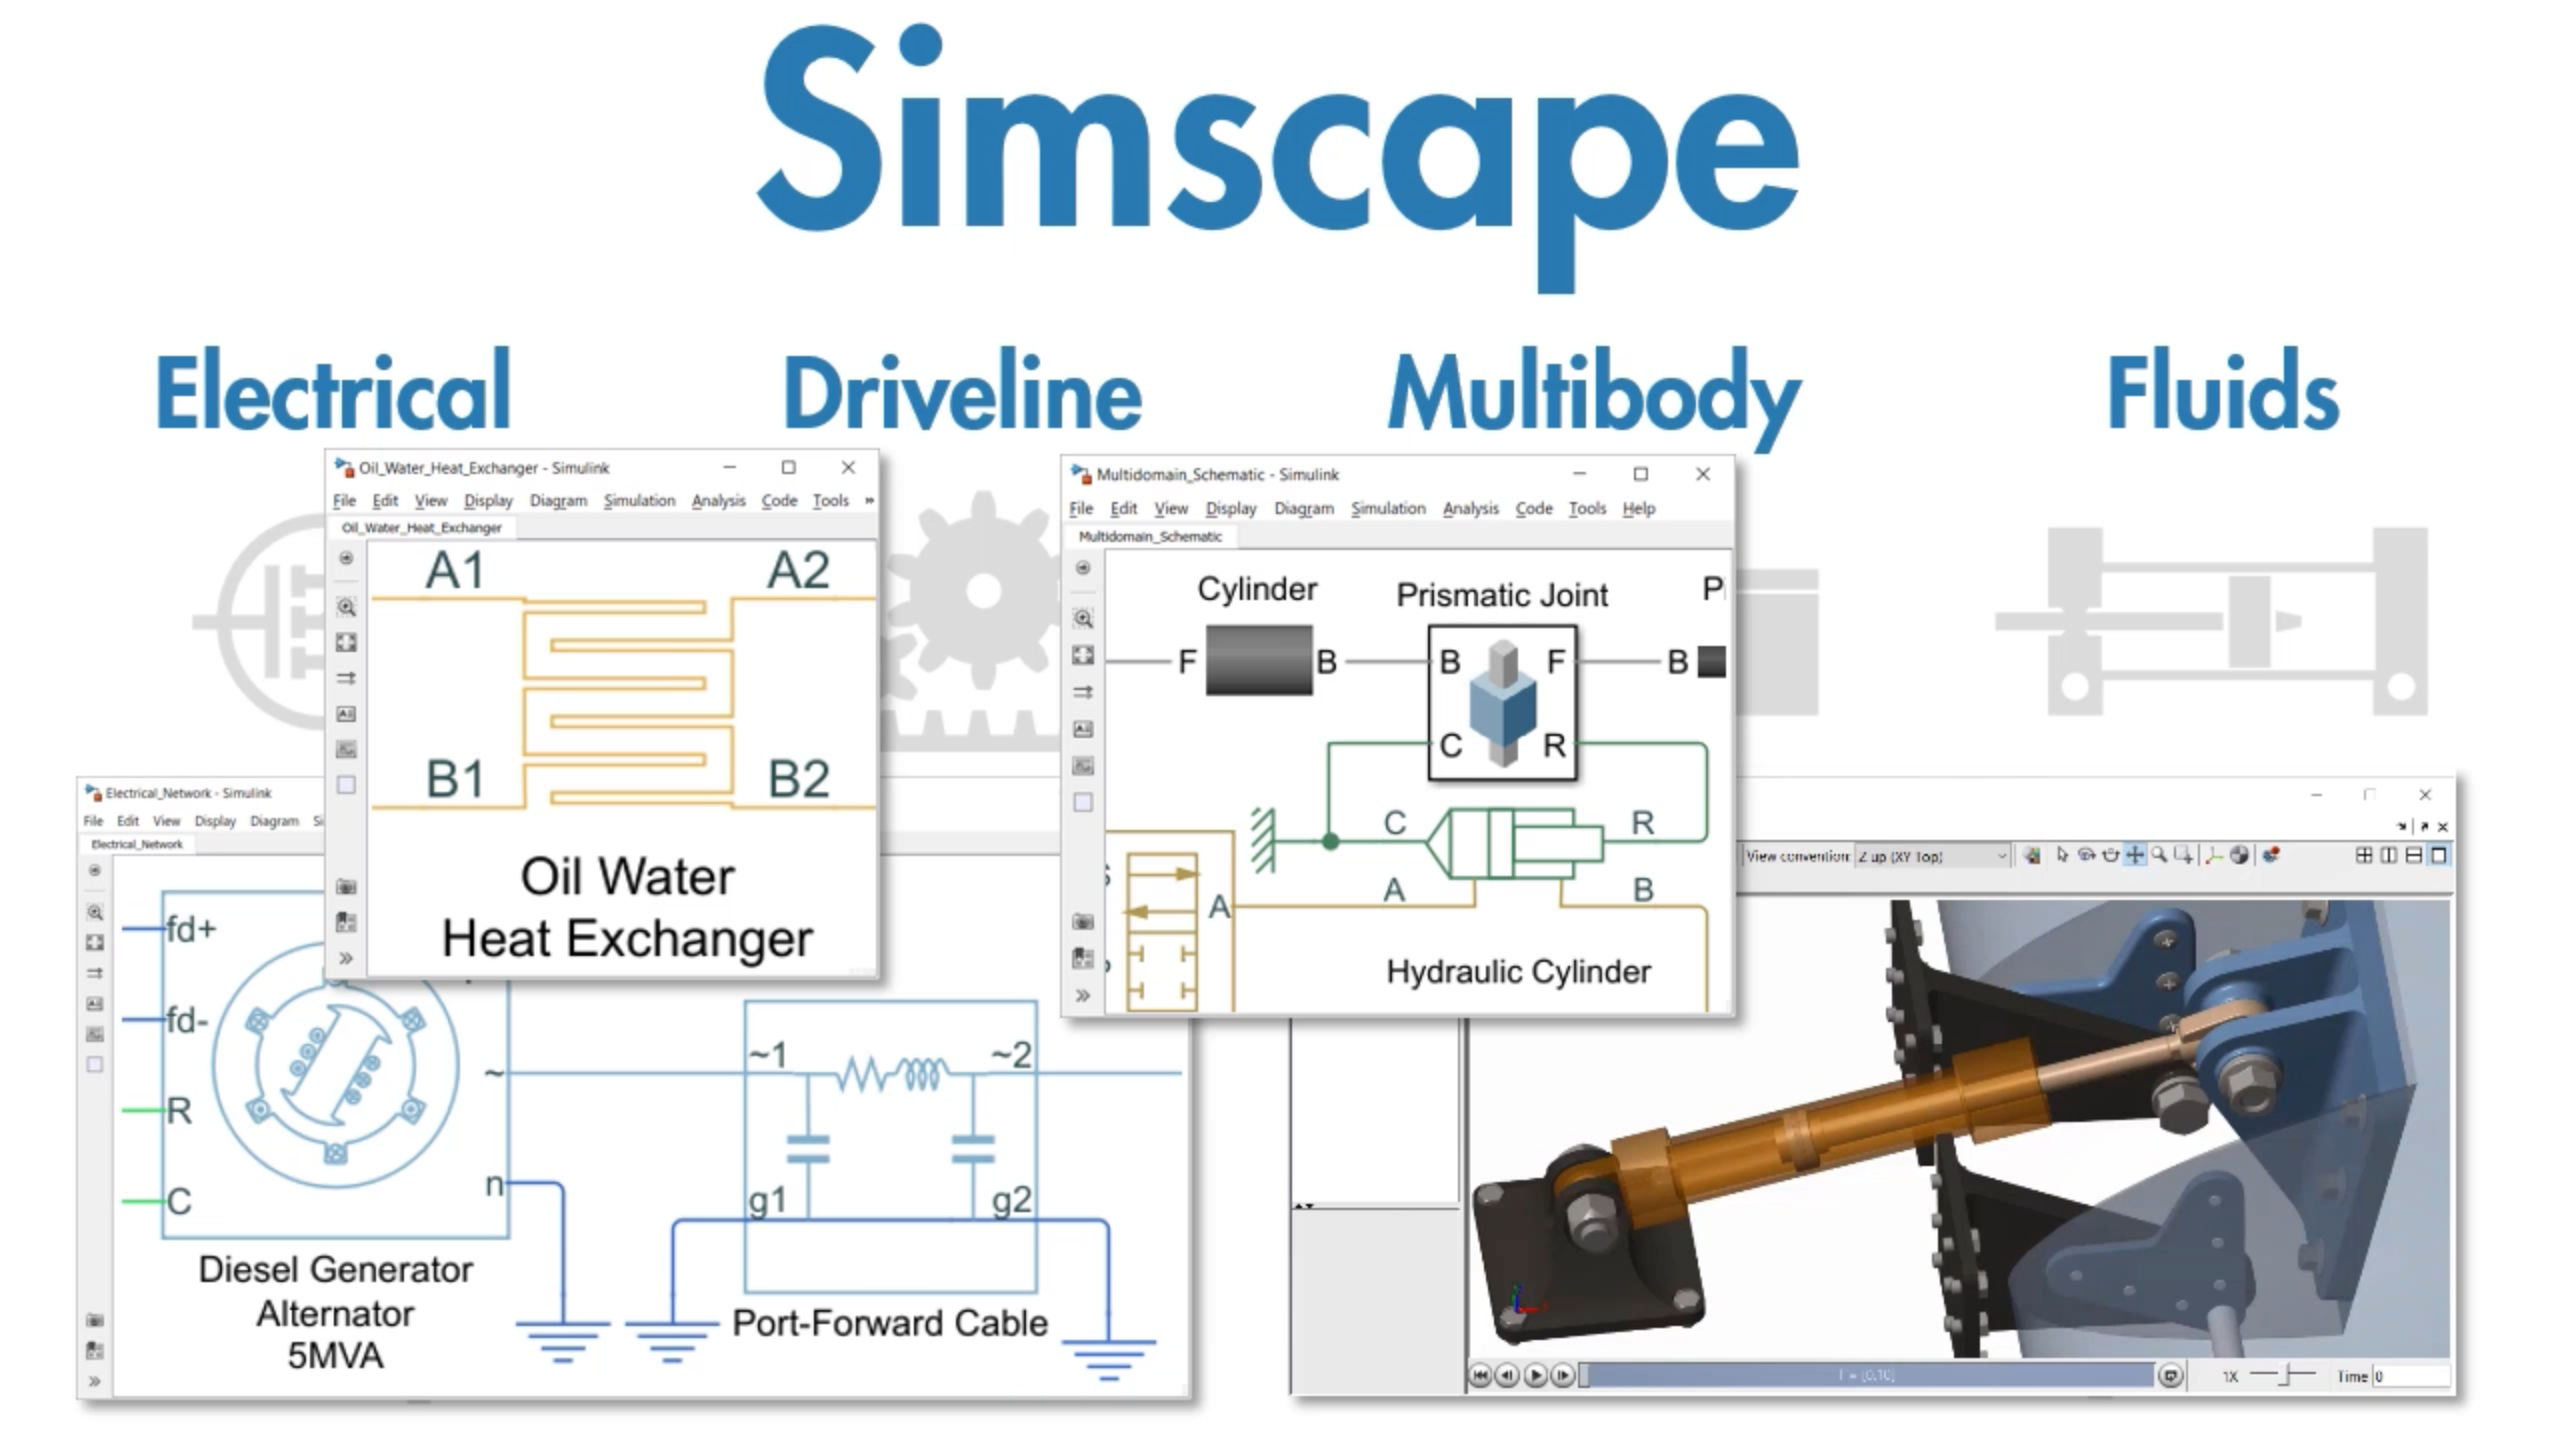 Simscape
Electrical Driveline Multibody Fluids
Oil_Water_Heat_Exchanger - Simulink
File Edit View Display Diagram Simulation Analysis Code Tools »
Oil_Water_Heat_Exchanger
A1 A2
B1 B2
Oil Water
Heat Exchanger
Multidomain_Schematic - Simulink
File Edit View Display Diagram Simulation Analysis Code Tools Help
Multidomain_Schematic
Cylinder Prismatic Joint P
F B B F B
C R
C R
A A B
Hydraulic Cylinder
Electrical_Network - Simulink
File Edit View Display Diagram Si
Electrical_Network
fd+
fd-
~ ~1 ~2
R
C n g1 g2
Diesel Generator
Alternator
5MVA
Port-Forward Cable
View convention: Z up (XY Top)
1X Time 0